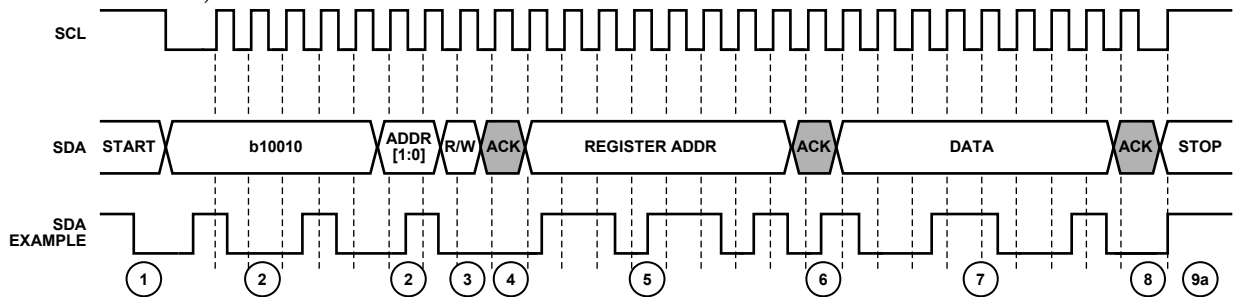 SCL
SDA START b10010 ADDR [1:0] R/W ACK REGISTER ADDR ACK DATA ACK STOP
SDA EXAMPLE
1 2 2 3 4 5 6 7 8 9a